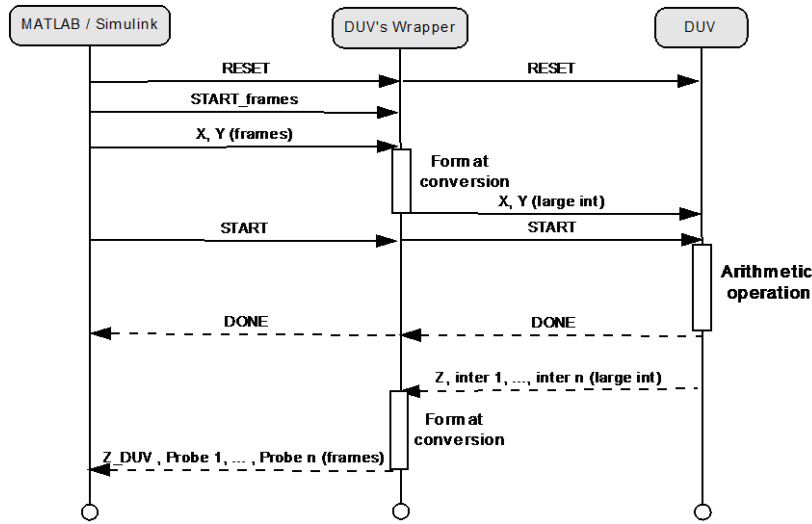 MATLAB / Simulink
DUV's Wrapper
DUV
RESET
RESET
START_frames
X, Y (frames)
Format
conversion
X, Y (large int)
START
START
Arithmetic
operation
DONE
DONE
Z, inter 1, ..., inter n (large int)
Format
conversion
Z_DUV , Probe 1, ... , Probe n (frames)